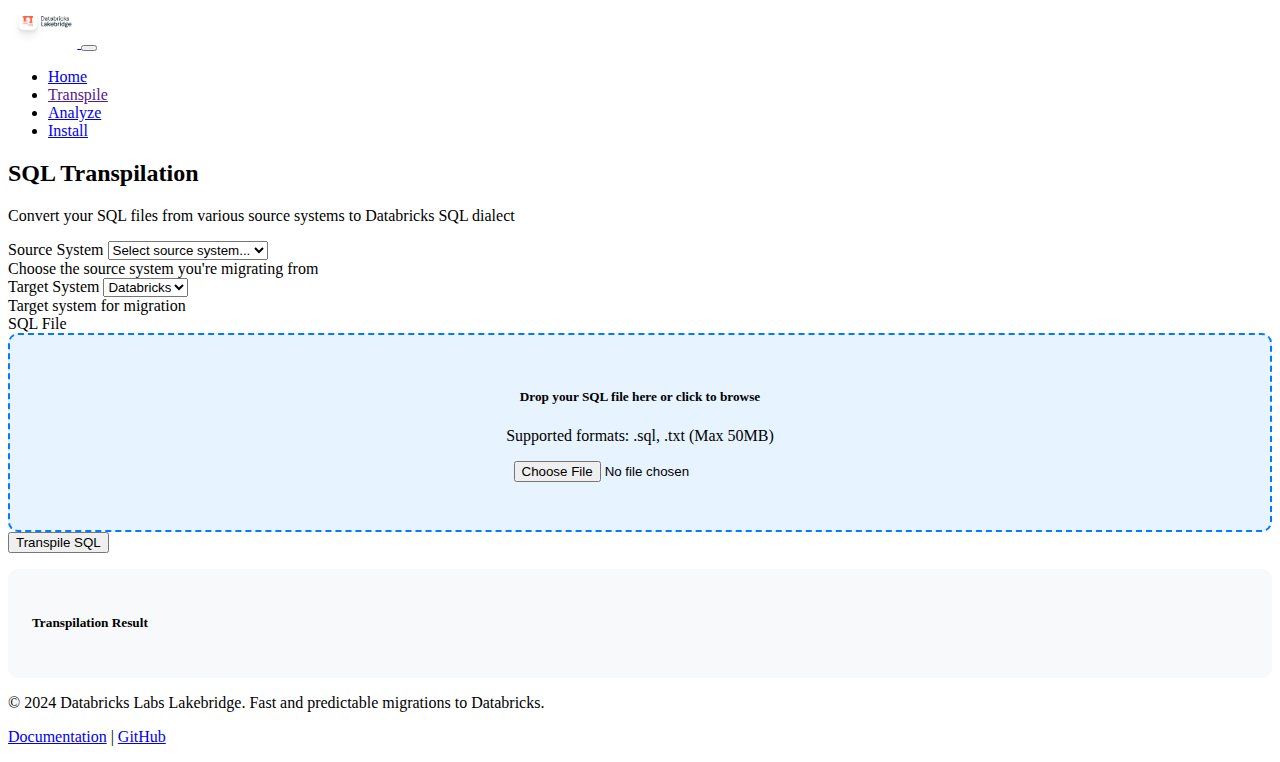 Databricks
Lakebridge
Home
Transpile
Analyze
Install
SQL Transpilation
Convert your SQL files from various source systems to Databricks SQL dialect
Source System Select source system...
Choose the source system you're migrating from
Target System Databricks
Target system for migration
SQL File
Drop your SQL file here or click to browse
Supported formats: .sql, .txt (Max 50MB)
Choose File No file chosen
Transpile SQL
Transpilation Result
© 2024 Databricks Labs Lakebridge. Fast and predictable migrations to Databricks.
Documentation | GitHub